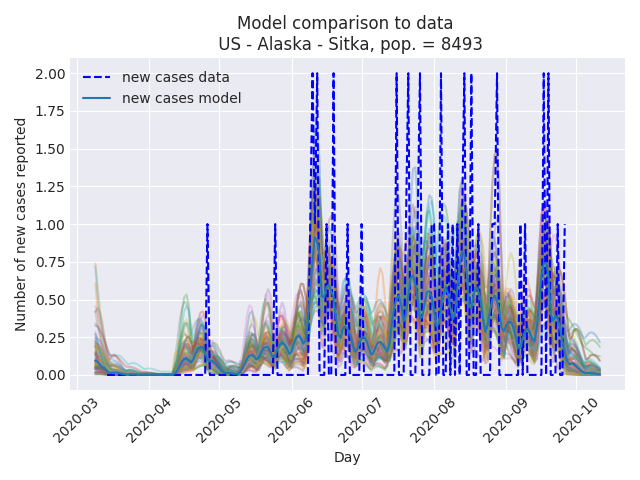 Model comparison to data
US - Alaska - Sitka, pop. = 8493
new cases data
new cases model
Number of new cases reported
2.00
1.75
1.50
1.25
1.00
0.75
0.50
0.25
0.00
2020-03
2020-04
2020-05
2020-06
2020-07
2020-08
2020-09
2020-10
Day